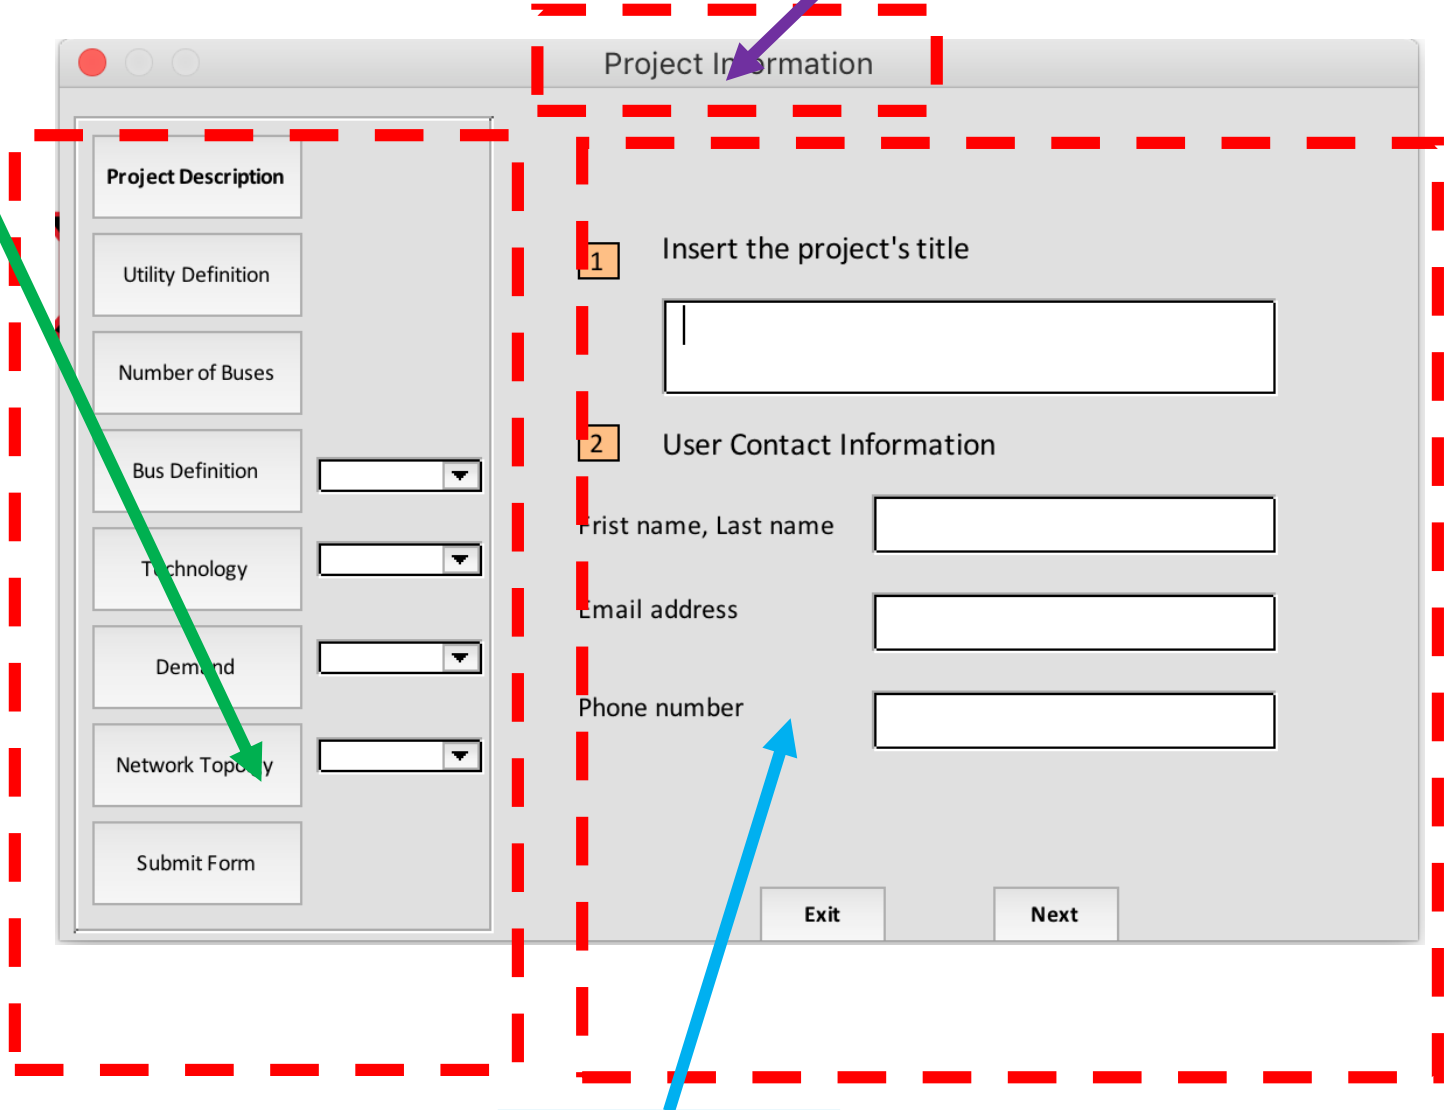 Project Information
Project Description
Utility Definition
Number of Buses
Bus Definition
Technology
Demand
Network Topology
Submit Form
1
Insert the project's title
2
User Contact Information
Frist name, Last name
Email address
Phone number
Exit
Next